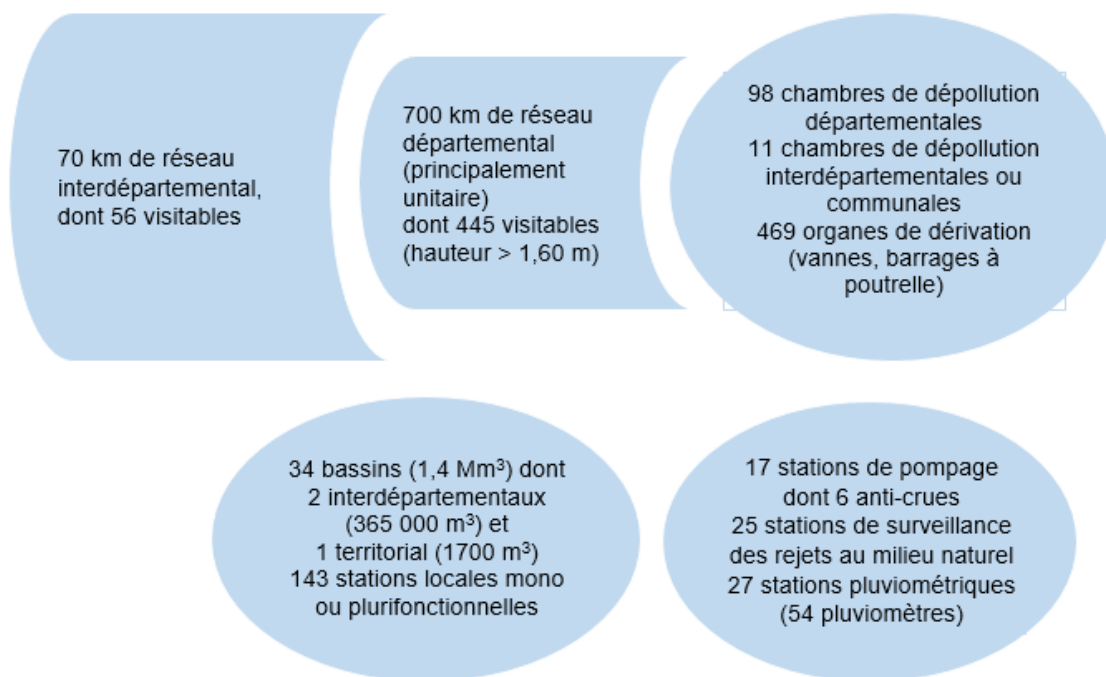 70 km de réseau
interdépartemental,
dont 56 visitables
700 km de réseau
départemental
(principalement
unitaire)
dont 445 visitables
(hauteur > 1,60 m)
98 chambres de dépollution
départementales
11 chambres de dépollution
interdépartementales ou
communales
469 organes de dérivation
(vannes, barrages à
poutrelle)
34 bassins (1,4 Mm³) dont
2 interdépartementaux
(365 000 m³) et
1 territorial (1700 m³)
143 stations locales mono
ou plurifonctionnelles
17 stations de pompage
dont 6 anti-crues
25 stations de surveillance
des rejets au milieu naturel
27 stations pluviométriques
(54 pluviomètres)